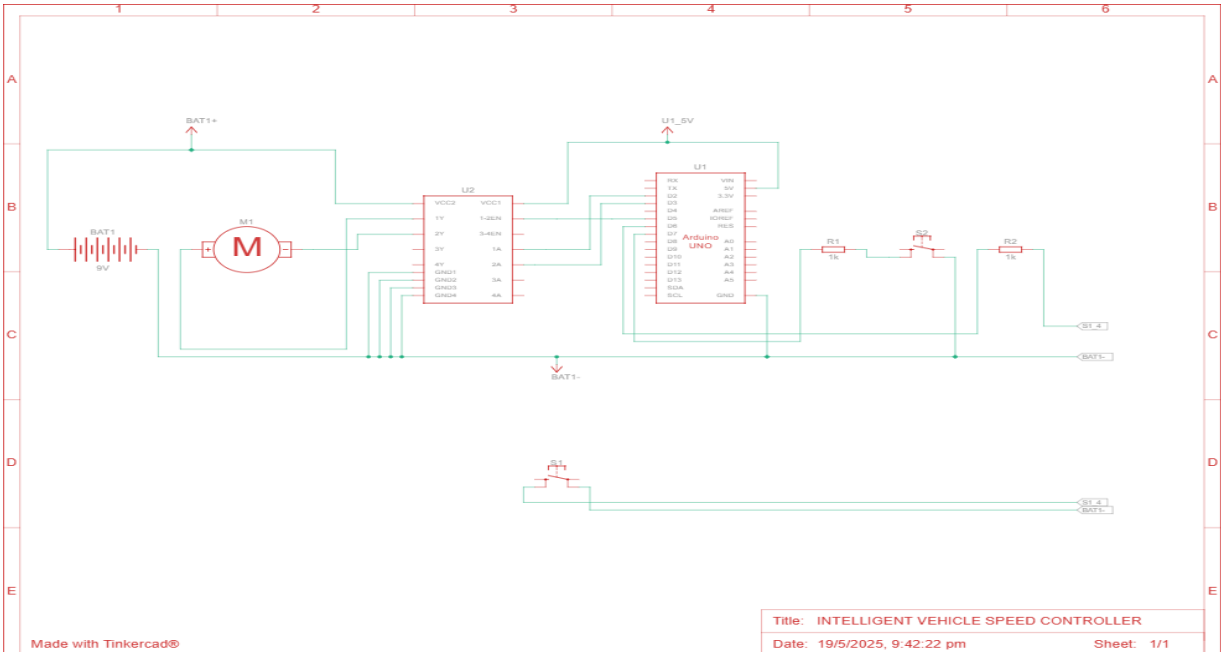 1 2 3 4 5 6
A A
B B
C C
D D
E E
BAT1+
U1_5V
BAT1
9V
M1
M
+ -
U2
VCC2 VCC1
1Y 1-2EN
2Y 3-4EN
3Y 1A
4Y 2A
GND1
GND2 3A
GND3
GND4 4A
U1
Arduino
UNO
RX VIN
TX 5V
D2 3.3V
D3
D4 AREF
D5 IOREF
D6 RES
D7
D8 A0
D9 A1
D10 A2
D11 A3
D12 A4
D13 A5
SDA
SCL GND
R1
1k
S2
R2
1k
S1_4
BAT1-
BAT1-
S1
S1_4
BAT1-
Title: INTELLIGENT VEHICLE SPEED CONTROLLER
Made with Tinkercad®
Date: 19/5/2025, 9:42:22 pm Sheet: 1/1